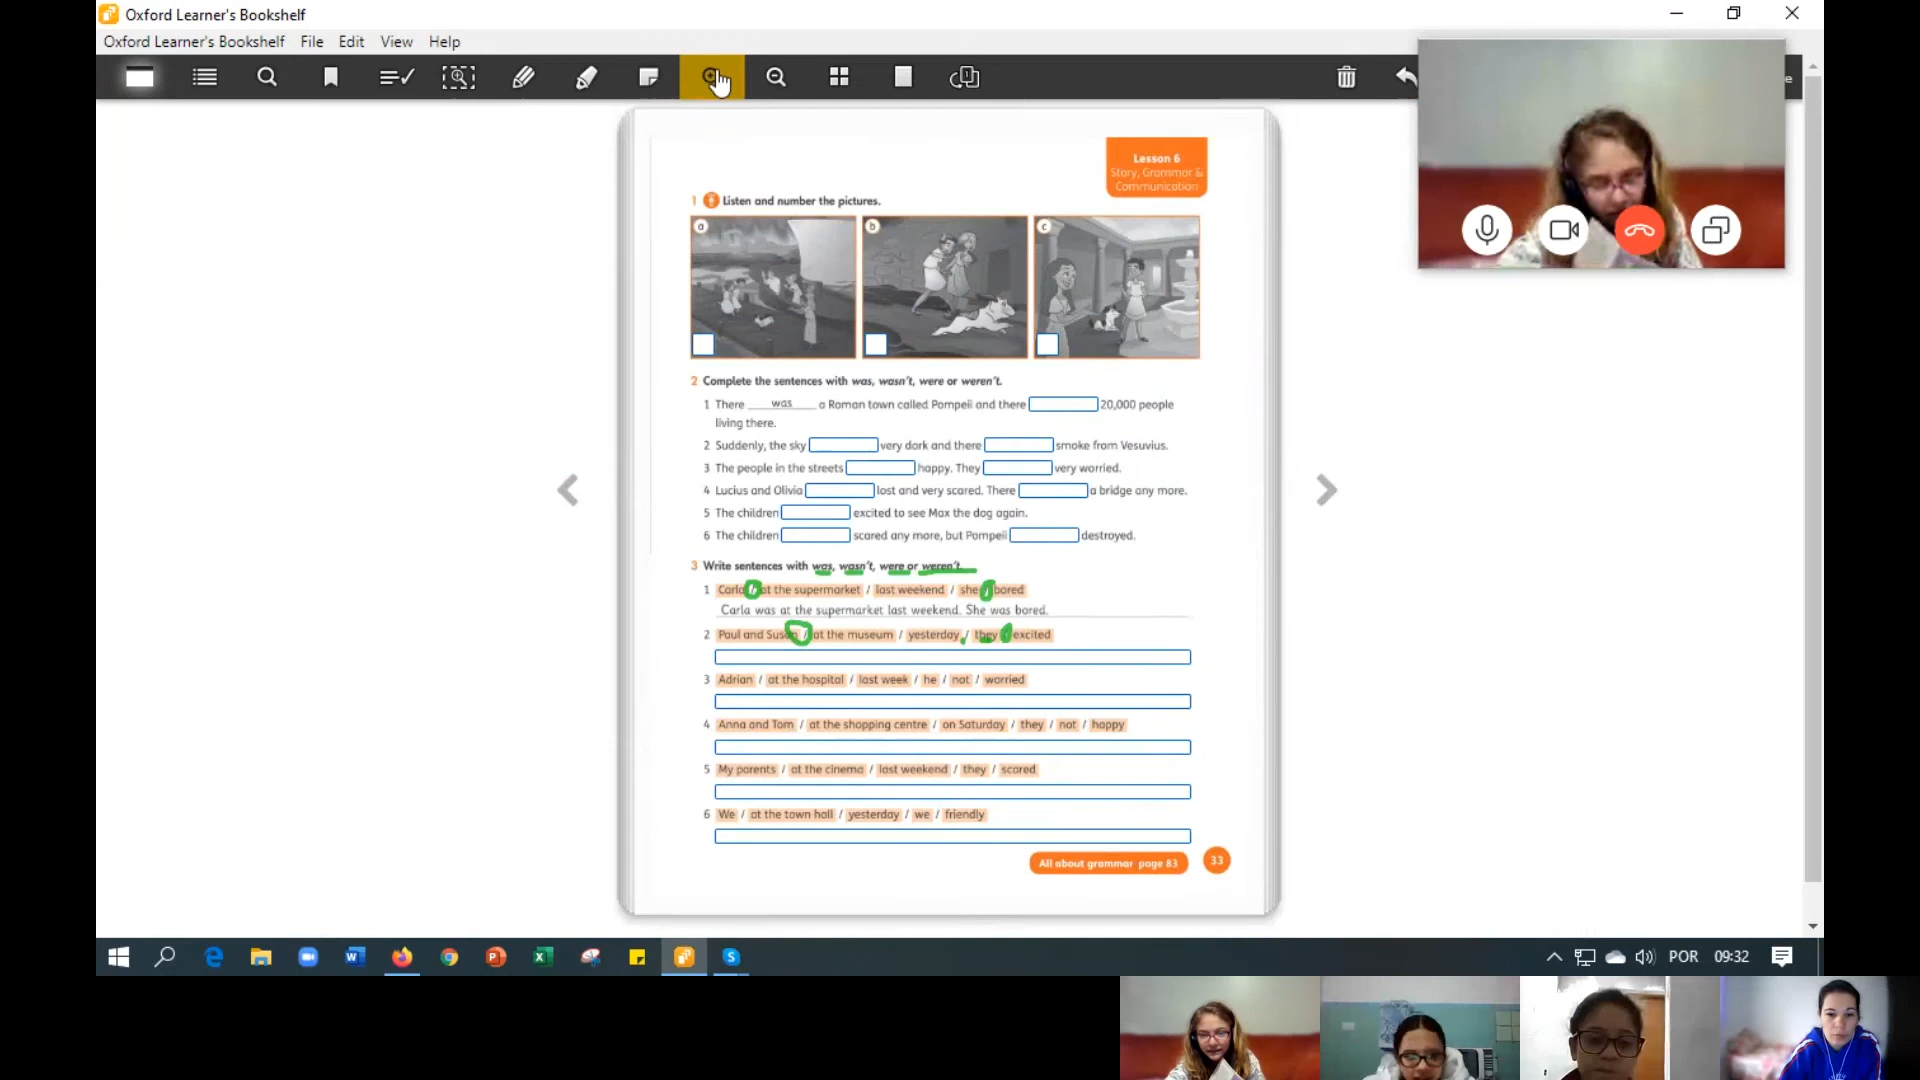 Oxford Learner's Bookshelf
Oxford Learner's Bookshelf File Edit View Help
e
Lesson 6
Story, Grammar &
Communication
1 Listen and number the pictures.
a b c
2 Complete the sentences with was, wasn't, were or weren't.
1 There was a Roman town called Pompeii and there 20,000 people
living there.
2 Suddenly, the sky very dark and there smoke from Vesuvius.
3 The people in the streets happy. They very worried.
4 Lucius and Olivia lost and very scared. There a bridge any more.
5 The children excited to see Max the dog again.
6 The children scared any more, but Pompeii destroyed.
3 Write sentences with was, wasn't, were or weren't.
1 Carla / at the supermarket / last weekend / she / bored
Carla was at the supermarket last weekend. She was bored.
2 Paul and Susan / at the museum / yesterday / they / excited
3 Adrian / at the hospital / last week / he / not / worried
4 Anna and Tom / at the shopping centre / on Saturday / they / not / happy
5 My parents / at the cinema / last weekend / they / scared
6 We / at the town hall / yesterday / we / friendly
All about grammar page 83 33
POR 09:32